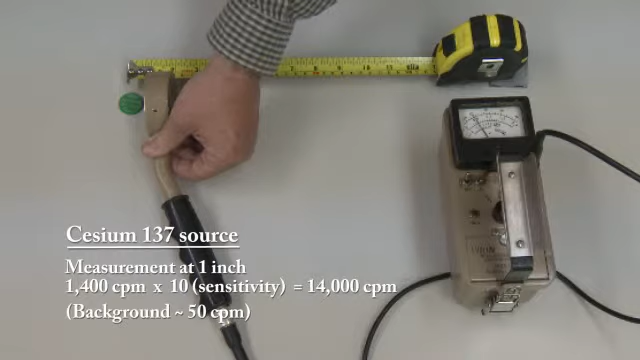 Cesium 137 source
Measurement at 1 inch
1,400 cpm x 10 (sensitivity) = 14,000 cpm
(Background ~ 50 cpm)